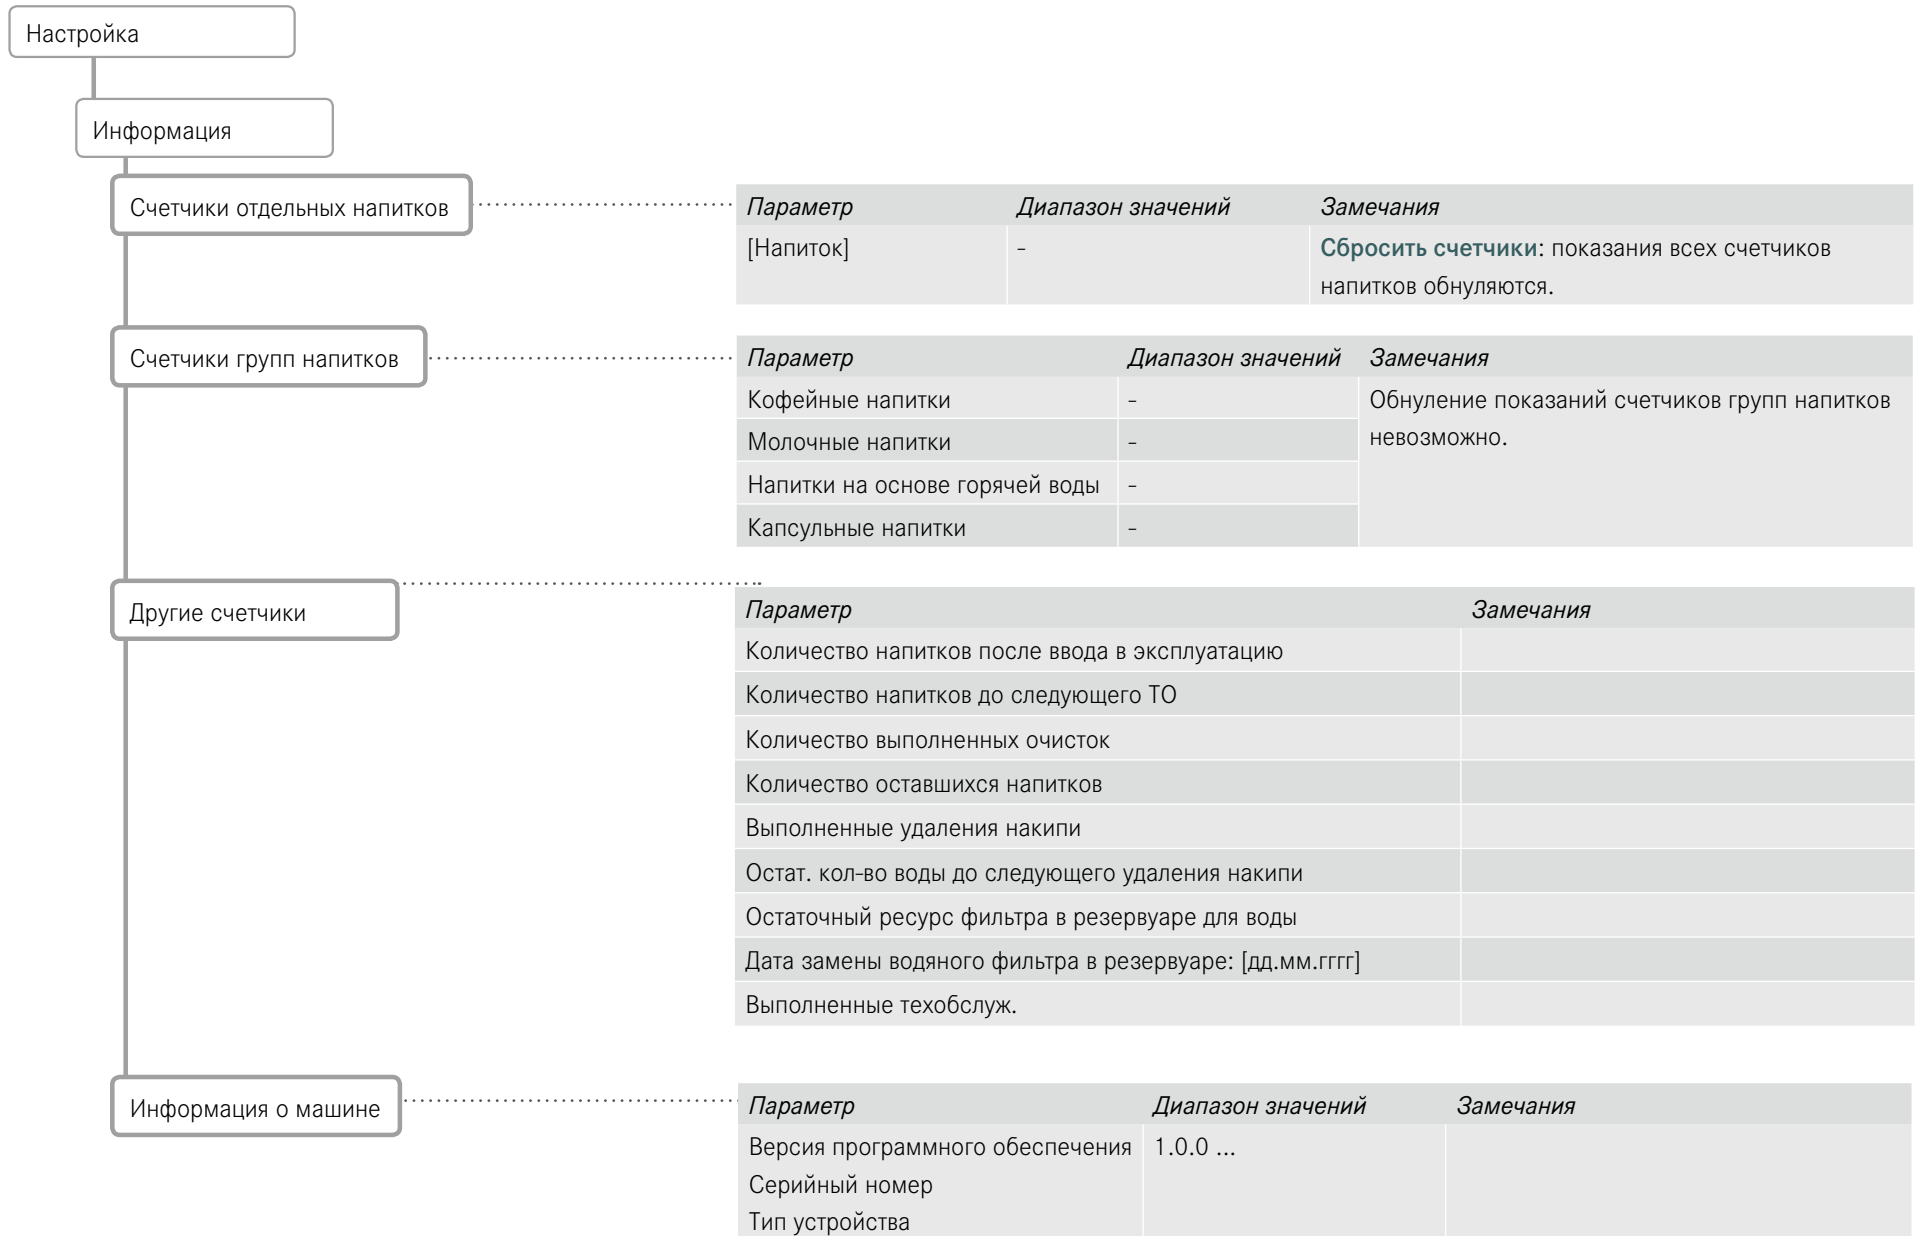 Настройка
Информация
Счетчики отдельных напитков
Параметр Диапазон значений Замечания
[Напиток] - Сбросить счетчики: показания всех счетчиков
напитков обнуляются.
Счетчики групп напитков
Параметр Диапазон значений Замечания
Кофейные напитки - Обнуление показаний счетчиков групп напитков
невозможно.
Молочные напитки -
Напитки на основе горячей воды -
Капсульные напитки -
Другие счетчики
Параметр Замечания
Количество напитков после ввода в эксплуатацию
Количество напитков до следующего ТО
Количество выполненных очисток
Количество оставшихся напитков
Выполненные удаления накипи
Остат. кол-во воды до следующего удаления накипи
Остаточный ресурс фильтра в резервуаре для воды
Дата замены водяного фильтра в резервуаре: [дд.мм.гггг]
Выполненные техобслуж.
Информация о машине
Параметр Диапазон значений Замечания
Версия программного обеспечения 1.0.0 ...
Серийный номер
Тип устройства